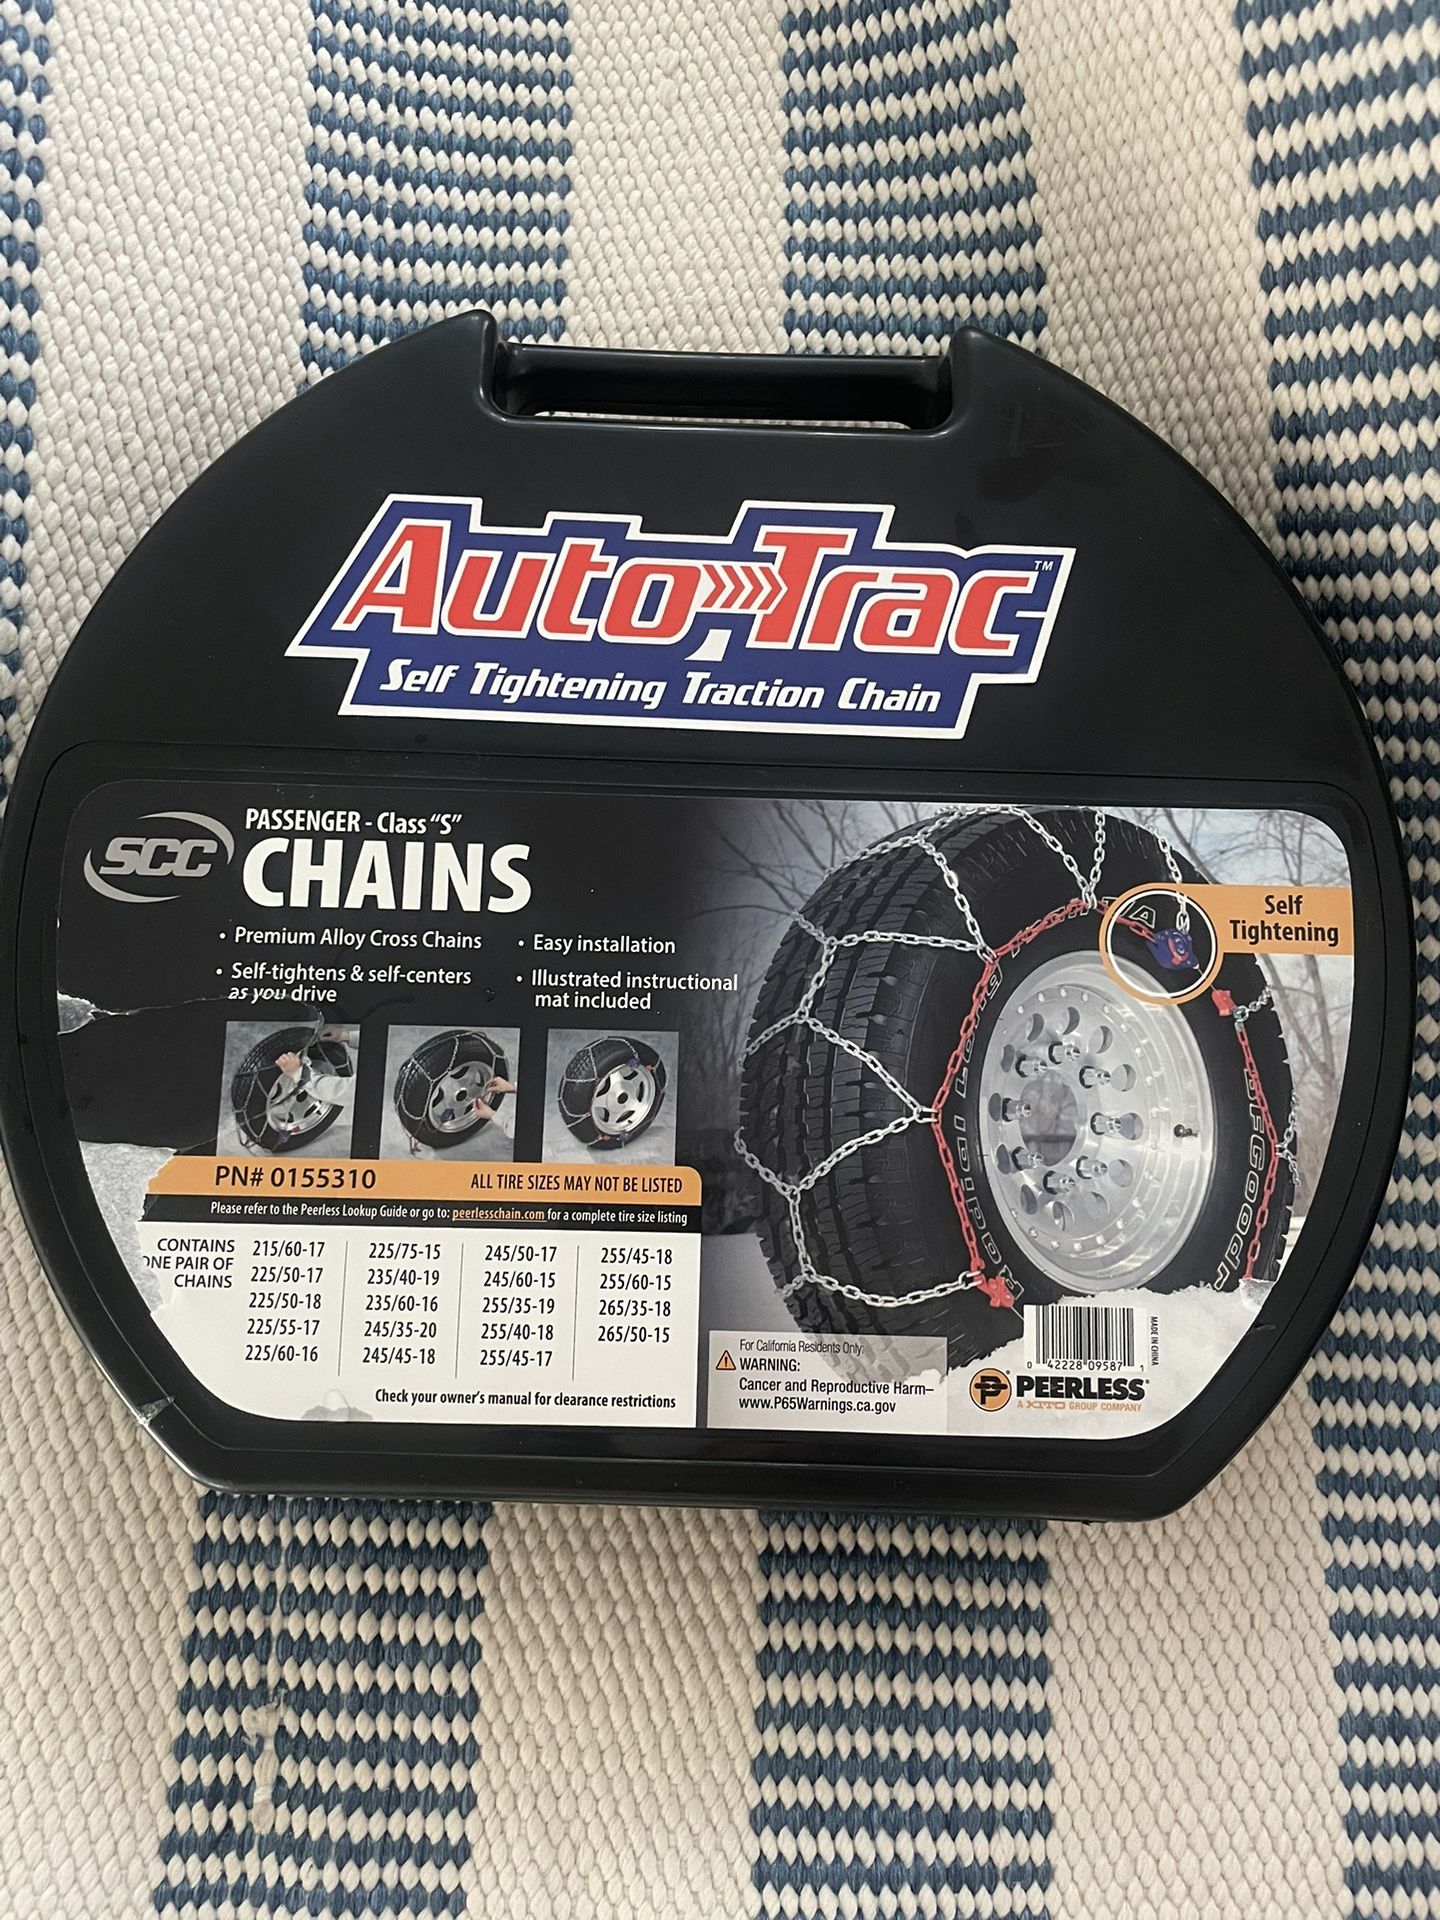 Auto-Trac™
Self Tightening Traction Chain
SCC
PASSENGER - Class "S"
CHAINS
• Premium Alloy Cross Chains
• Self-tightens & self-centers
as you drive
• Easy installation
• Illustrated instructional
mat included
Self
Tightening
PN# 0155310
ALL TIRE SIZES MAY NOT BE LISTED
Please refer to the Peerless Lookup Guide or go to: peerlesschain.com for a complete tire size listing
CONTAINS
ONE PAIR OF
CHAINS
215/60-17
225/50-17
225/50-18
225/55-17
225/60-16
225/75-15
235/40-19
235/60-16
245/35-20
245/45-18
245/50-17
245/60-15
255/35-19
255/40-18
255/45-17
255/45-18
255/60-15
265/35-18
265/50-15
Check your owner's manual for clearance restrictions
For California Residents Only:
WARNING:
Cancer and Reproductive Harm–
www.P65Warnings.ca.gov
0 42228 09587 1
MADE IN CHINA
PEERLESS®
A KITO GROUP COMPANY
Radial Long Trail T/A
BFGoodr